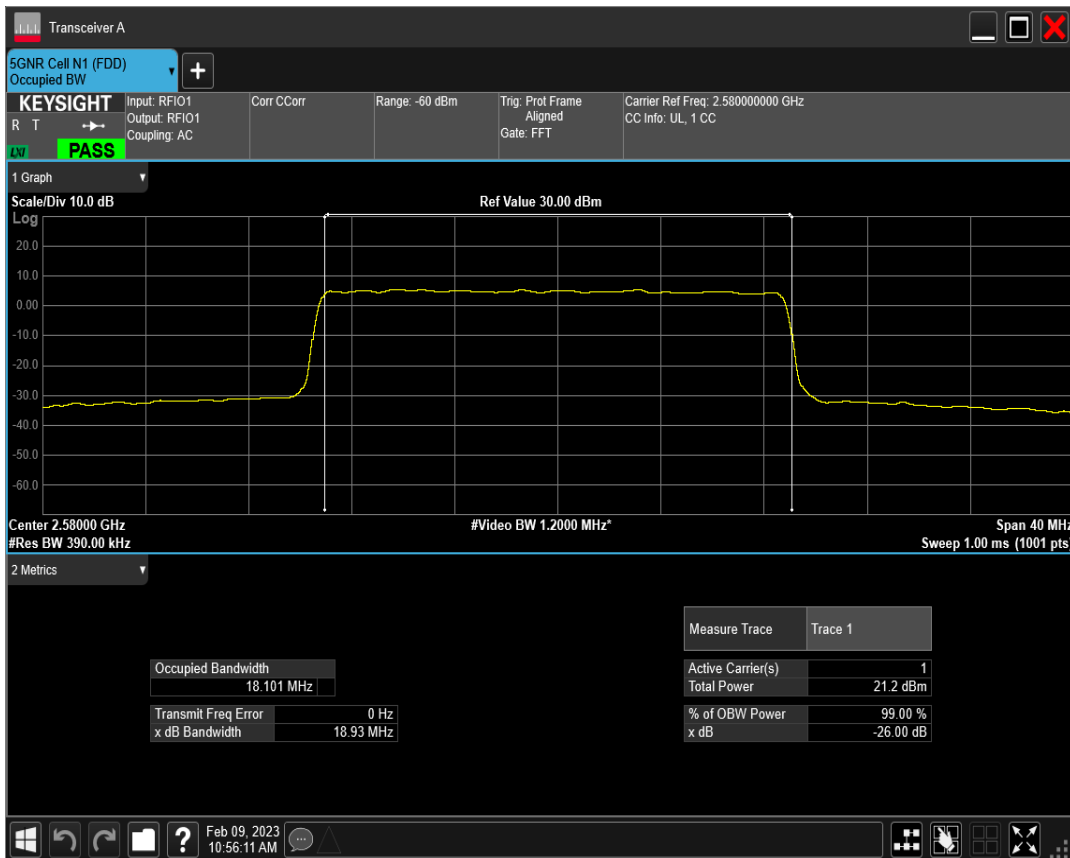 Transceiver A
5GNR Cell N1 (FDD)
Occupied BW
+
KEYSIGHT
R T
LXI
PASS
Input: RFIO1
Output: RFIO1
Coupling: AC
Corr CCorr
Range: -60 dBm
Trig: Prot Frame
Aligned
Gate: FFT
Carrier Ref Freq: 2.580000000 GHz
CC Info: UL, 1 CC
1 Graph
Scale/Div 10.0 dB
Ref Value 30.00 dBm
Log
20.0
10.0
0.00
-10.0
-20.0
-30.0
-40.0
-50.0
-60.0
Center 2.58000 GHz
#Video BW 1.2000 MHz*
Span 40 MHz
#Res BW 390.00 kHz
Sweep 1.00 ms (1001 pts)
2 Metrics
Measure Trace Trace 1
Occupied Bandwidth
18.101 MHz
Active Carrier(s) 1
Total Power 21.2 dBm
Transmit Freq Error 0 Hz
x dB Bandwidth 18.93 MHz
% of OBW Power 99.00 %
x dB -26.00 dB
?
Feb 09, 2023
10:56:11 AM